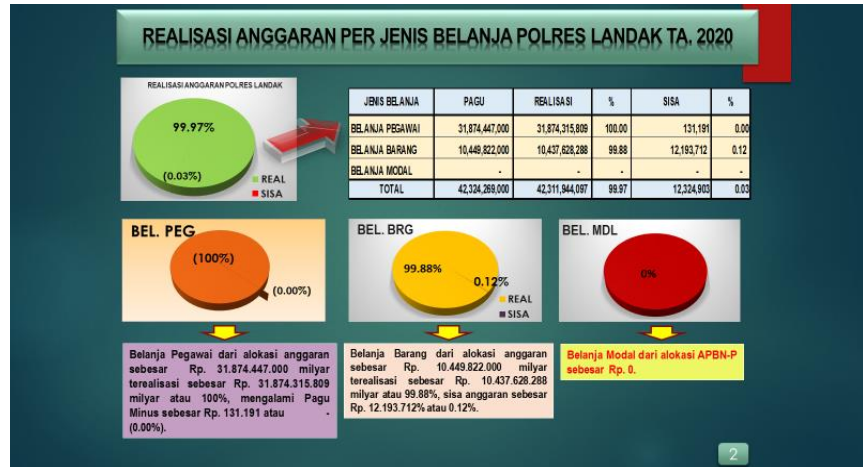 REALISASI ANGGARAN PER JENIS BELANJA POLRES LANDAK TA. 2020
REALISASI ANGGARAN POLRES LANDAK
99.97%
(0.03%)
REAL
SISA
JENIS BELANJA PAGU REALISASI % SISA %
BELANJA PEGAWAI 31,874,447,000 31,874,315,809 100.00 131,191 0.00
BELANJA BARANG 10,449,822,000 10,437,628,288 99.88 12,193,712 0.12
BELANJA MODAL - - - - -
TOTAL 42,324,269,000 42,311,944,097 99.97 12,324,903 0.03
BEL. PEG
(100%)
(0.00%)
BEL. BRG
99.88%
0.12%
REAL
SISA
BEL. MDL
0%
Belanja Pegawai dari alokasi anggaran
sebesar Rp. 31.874.447.000 milyar
terealisasi sebesar Rp. 31.874.315.809
milyar atau 100%, mengalami Pagu
Minus sebesar Rp. 131.191 atau -
(0.00%).
Belanja Barang dari alokasi anggaran
sebesar Rp. 10.449.822.000 milyar
terealisasi sebesar Rp. 10.437.628.288
milyar atau 99.88%, sisa anggaran sebesar
Rp. 12.193.712% atau 0.12%.
Belanja Modal dari alokasi APBN-P
sebesar Rp. 0.
2